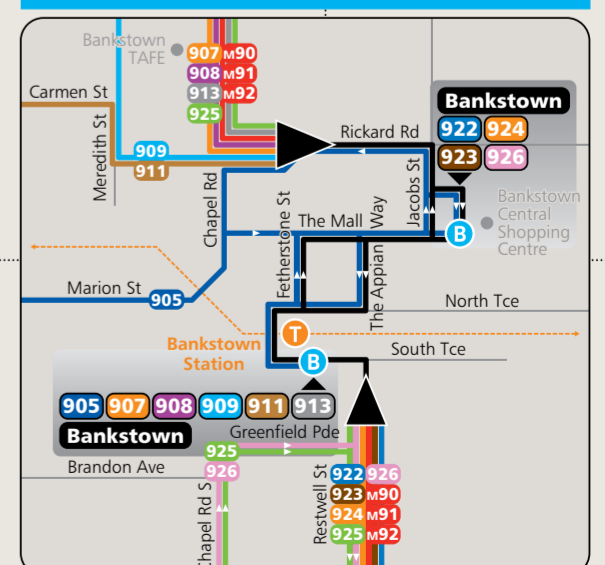 Bankstown
TAFE
907 M90
908 M91
913 M92
925
Carmen St
Meredith St
909
911
Rickard Rd
Bankstown
922 924
923 926
Chapel Rd
Fetherstone St
The Mall
The Appian Way
Jacobs St
B
Bankstown
Central
Shopping
Centre
Marion St
905
North Tce
T
Bankstown
Station
B
South Tce
905 907 908 909 911 913
Bankstown
Greenfield Pde
925
926
Brandon Ave
Chapel Rd S
Restwell St
922 926
923 M90
924 M91
925 M92